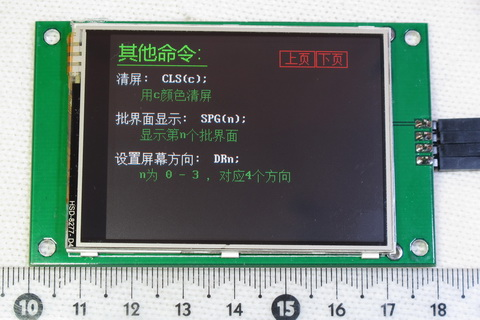 其他命令:
上页 下页
清屏: CLS(c);
用c颜色清屏
批界面显示: SPG(n);
显示第n个批界面
设置屏幕方向: DRn;
n为 0 - 3 , 对应4个方向
10 11 12 13 14 15 16 17 18